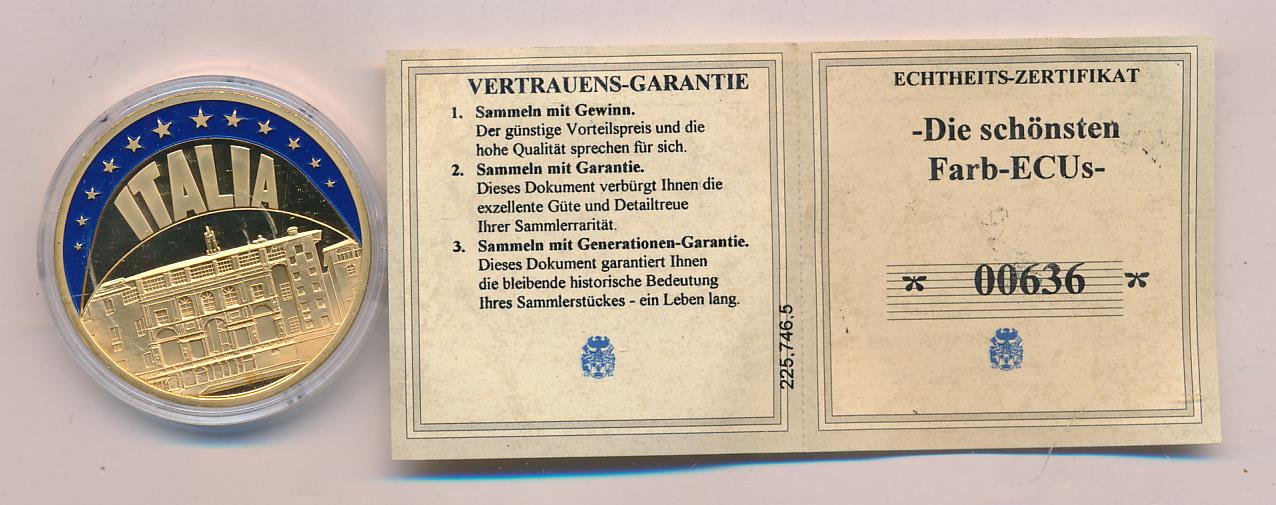 ITALIA
VERTRAUENS-GARANTIE
1. Sammeln mit Gewinn.
Der günstige Vorteilspreis und die
hohe Qualität sprechen für sich.
2. Sammeln mit Garantie.
Dieses Dokument verbürgt Ihnen die
exzellente Güte und Detailtreue
Ihrer Sammlerrarität.
3. Sammeln mit Generationen-Garantie.
Dieses Dokument garantiert Ihnen
die bleibende historische Bedeutung
Ihres Sammlerstückes - ein Leben lang.
225.746.5
ECHTHEITS-ZERTIFIKAT
-Die schönsten
Farb-ECUs-
* 00636 *